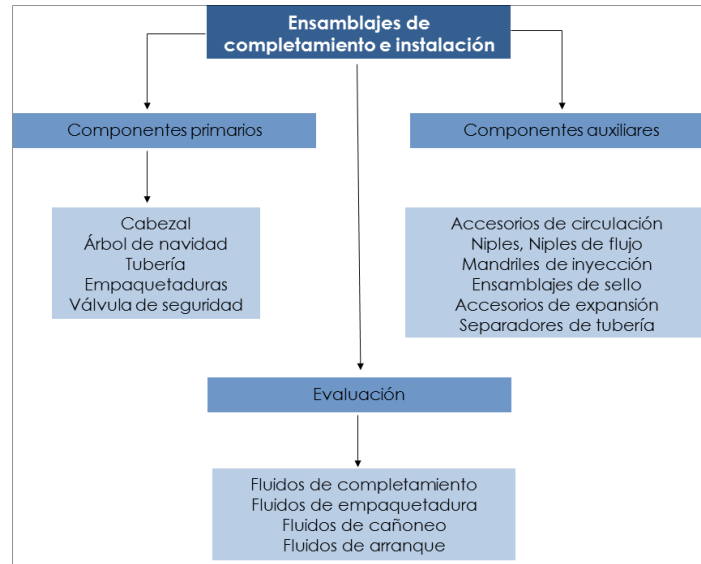 Ensamblajes de
completamiento e instalación
Componentes primarios
Componentes auxiliares
Cabezal
Árbol de navidad
Tubería
Empaquetaduras
Válvula de seguridad
Accesorios de circulación
Niples, Niples de flujo
Mandriles de inyección
Ensamblajes de sello
Accesorios de expansión
Separadores de tubería
Evaluación
Fluidos de completamiento
Fluidos de empaquetadura
Fluidos de cañoneo
Fluidos de arranque